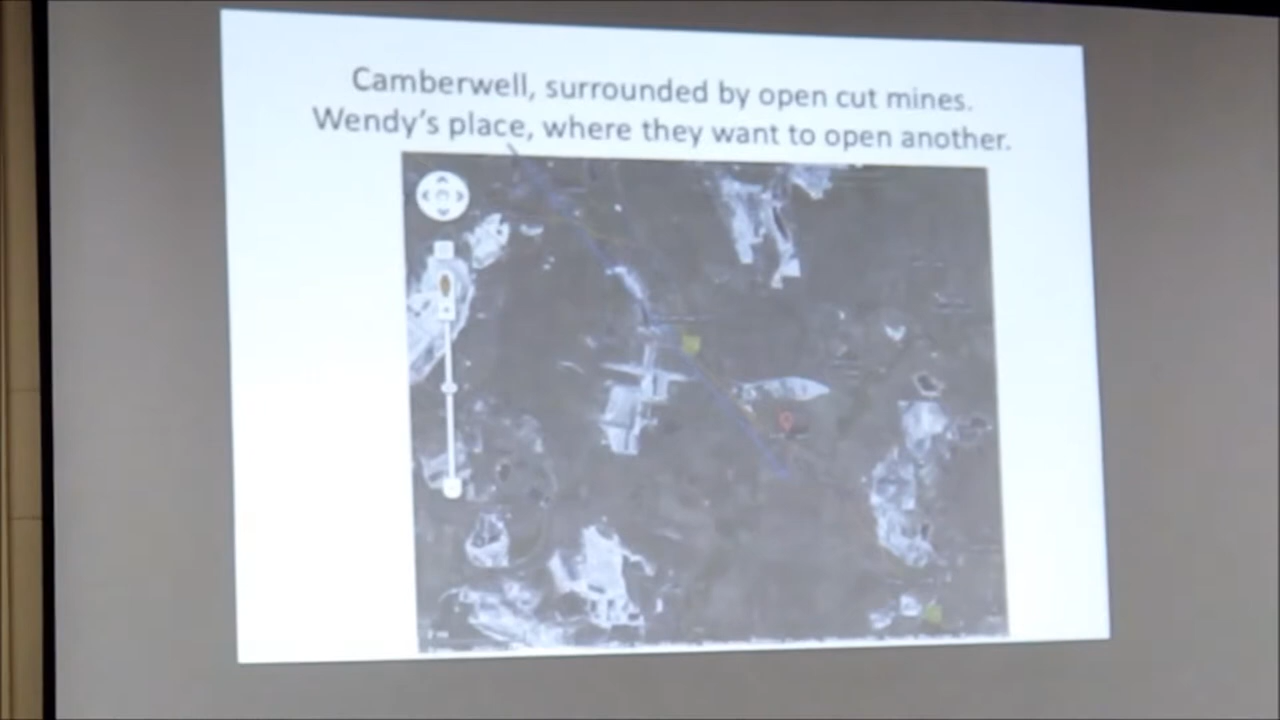 Camberwell, surrounded by open cut mines.
Wendy's place, where they want to open another.